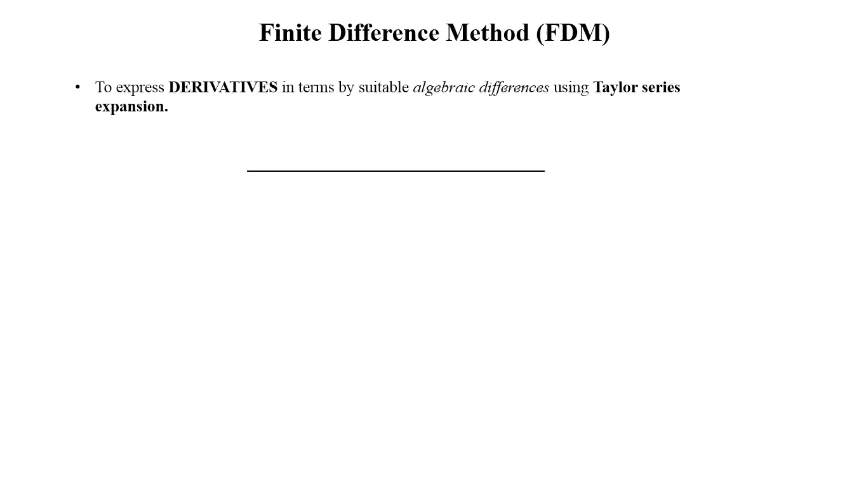 Finite Difference Method (FDM)
• To express DERIVATIVES in terms by suitable algebraic differences using Taylor series
expansion.